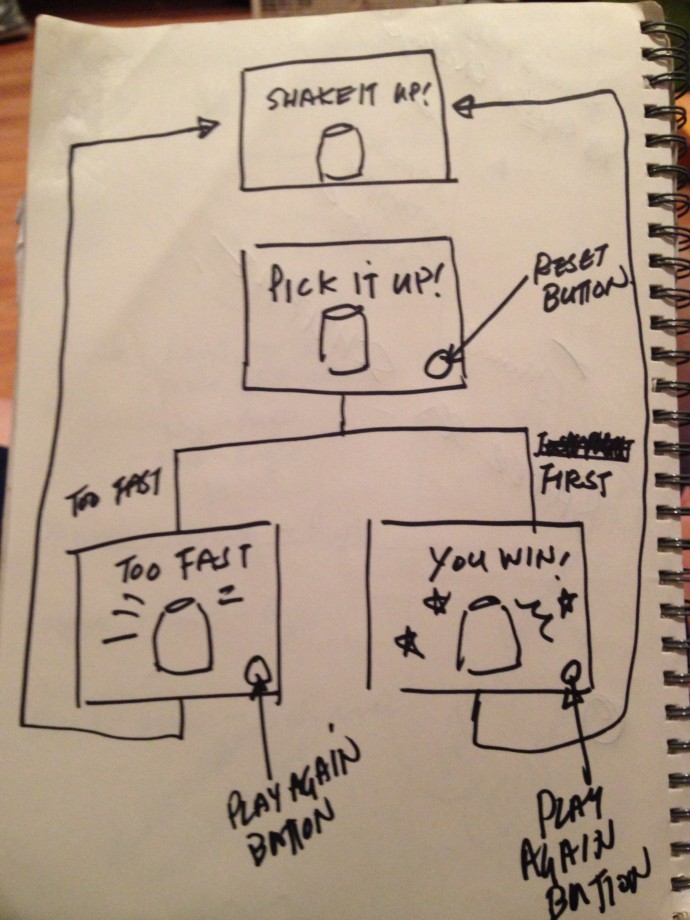 SHAKE IT UP!
PICK IT UP!
RESET
BUTTON
TOO FAST
FIRST
TOO FAST
YOU WIN!
PLAY AGAIN
BUTTON
PLAY
AGAIN
BUTTON